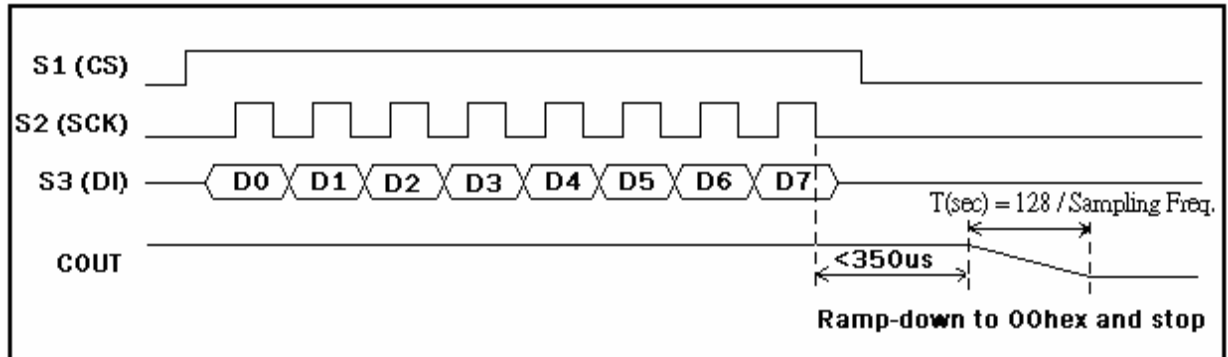 S1 (CS)
S2 (SCK)
S3 (DI)
D0 D1 D2 D3 D4 D5 D6 D7
T(sec) = 128 / Sampling Freq.
COUT
<350us
Ramp-down to 00hex and stop